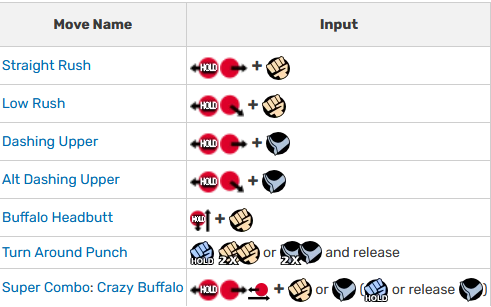 Move Name Input
Straight Rush HOLD +
Low Rush HOLD +
Dashing Upper HOLD +
Alt Dashing Upper HOLD +
Buffalo Headbutt HOLD +
Turn Around Punch HOLD 2X or 2X and release
Super Combo: Crazy Buffalo HOLD + or (HOLD or release )